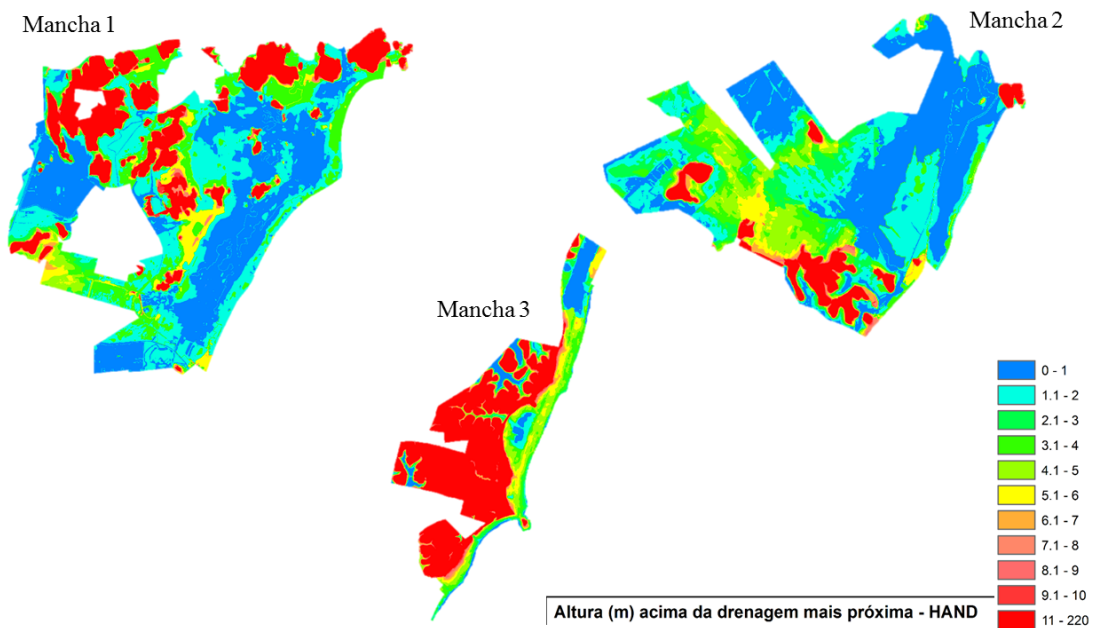 Mancha 1
Mancha 2
Mancha 3
0 - 1
1.1 - 2
2.1 - 3
3.1 - 4
4.1 - 5
5.1 - 6
6.1 - 7
7.1 - 8
8.1 - 9
9.1 - 10
11 - 220
Altura (m) acima da drenagem mais próxima - HAND